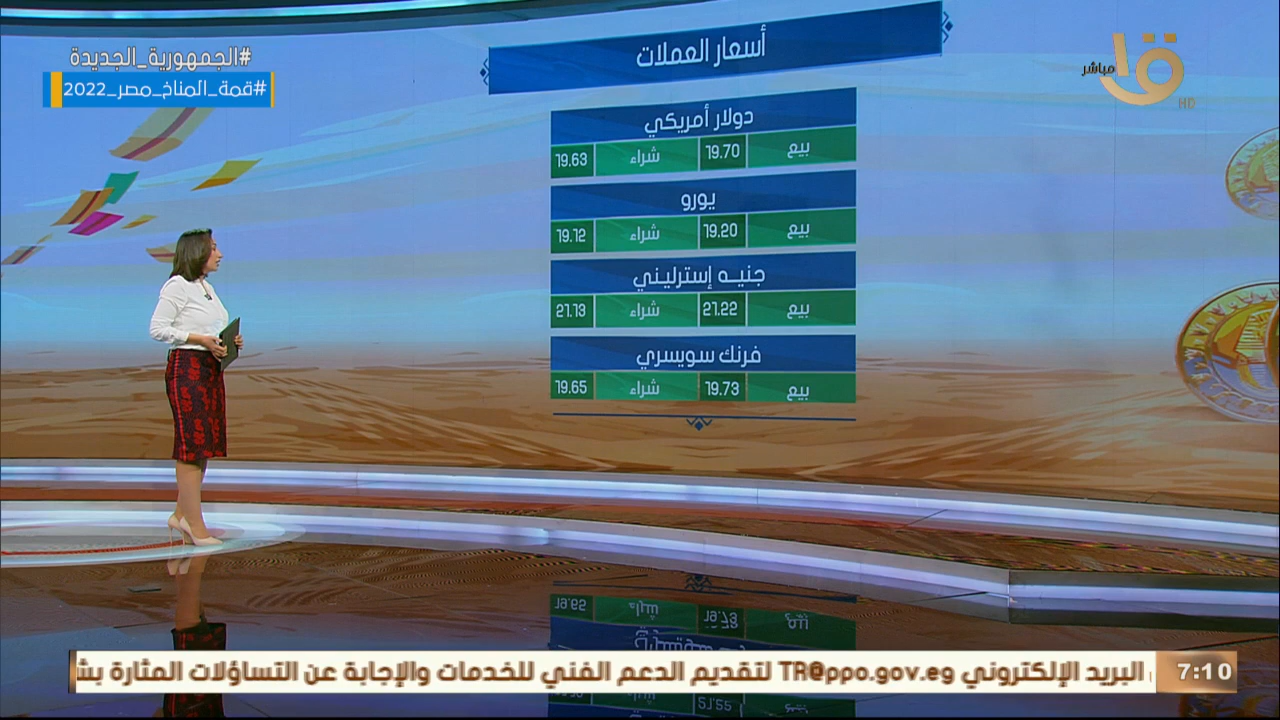 #الجمهورية_الجديدة
#قمة_المناخ_مصر_2022
مباشر
HD
أسعار العملات
دولار أمريكي
بيع 19.70 شراء 19.63
يورو
بيع 19.20 شراء 19.12
جنيه إسترليني
بيع 21.22 شراء 21.13
فرنك سويسري
بيع 19.73 شراء 19.65
البريد الإلكتروني TR@ppo.gov.eg لتقديم الدعم الفني للخدمات والإجابة عن التساؤلات المثارة بش
7:10